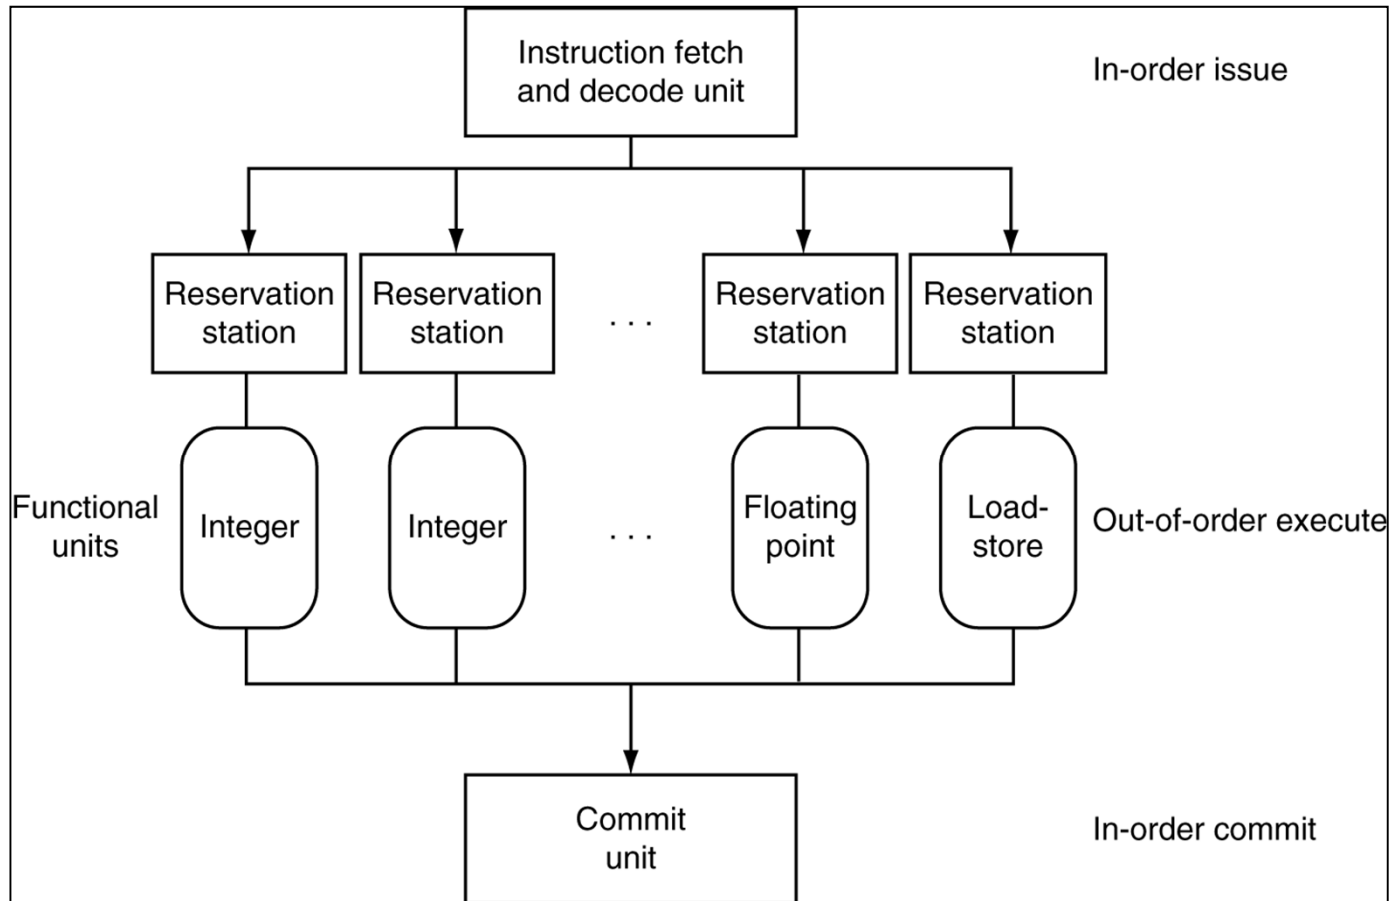 Instruction fetch
and decode unit
In-order issue
Reservation
station
Reservation
station
. . .
Reservation
station
Reservation
station
Functional
units
Integer
Integer
. . .
Floating
point
Load-
store
Out-of-order execute
Commit
unit
In-order commit